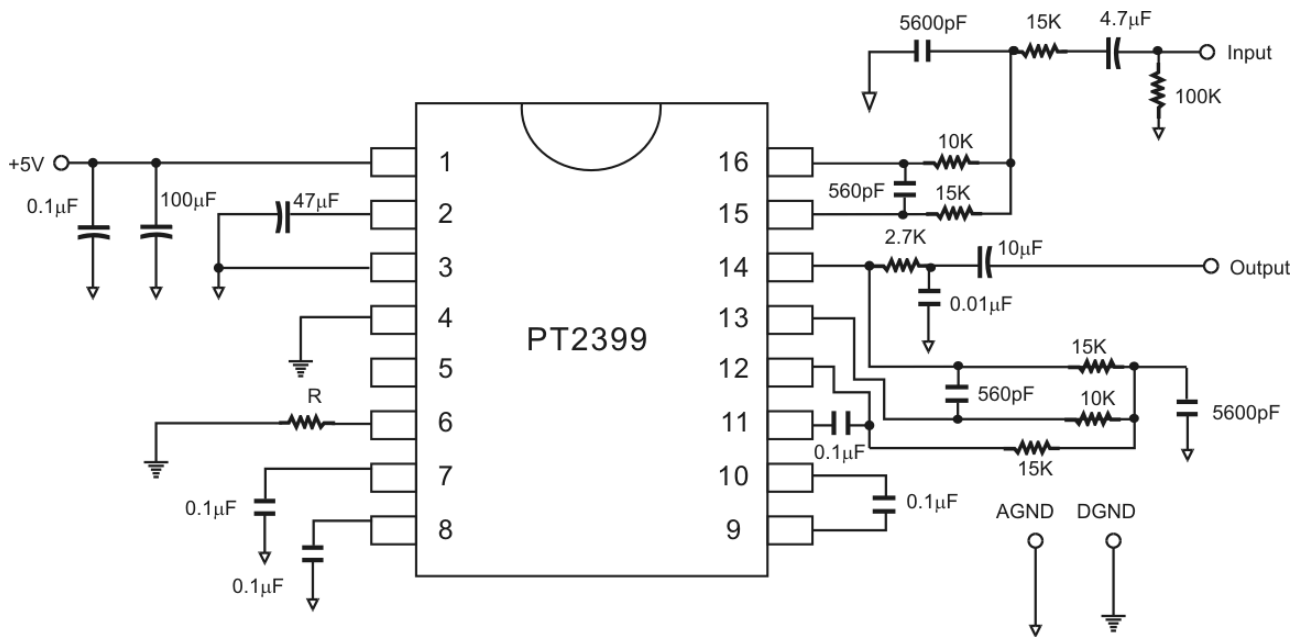 5600pF
15K
4.7μF
Input
100K
+5V
0.1μF
100μF
47μF
1
2
3
4
5
6
7
8
R
0.1μF
0.1μF
PT2399
16
15
14
13
12
11
10
9
10K
560pF
15K
2.7K
10μF
Output
0.01μF
15K
560pF
10K
5600pF
0.1μF
15K
0.1μF
AGND
DGND